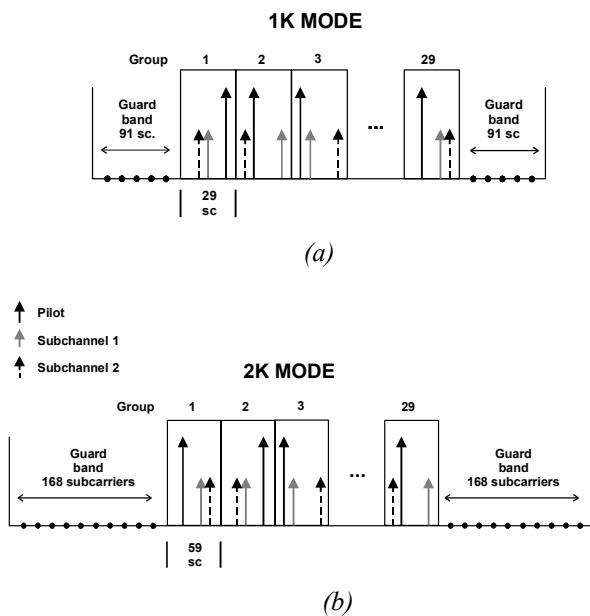 1K MODE
Group 1 2 3 29
Guard
band
91 sc.
...
Guard
band
91 sc
29
sc
(a)
Pilot
Subchannel 1
Subchannel 2
2K MODE
Group 1 2 3 29
Guard
band
168 subcarriers
...
Guard
band
168 subcarriers
59
sc
(b)